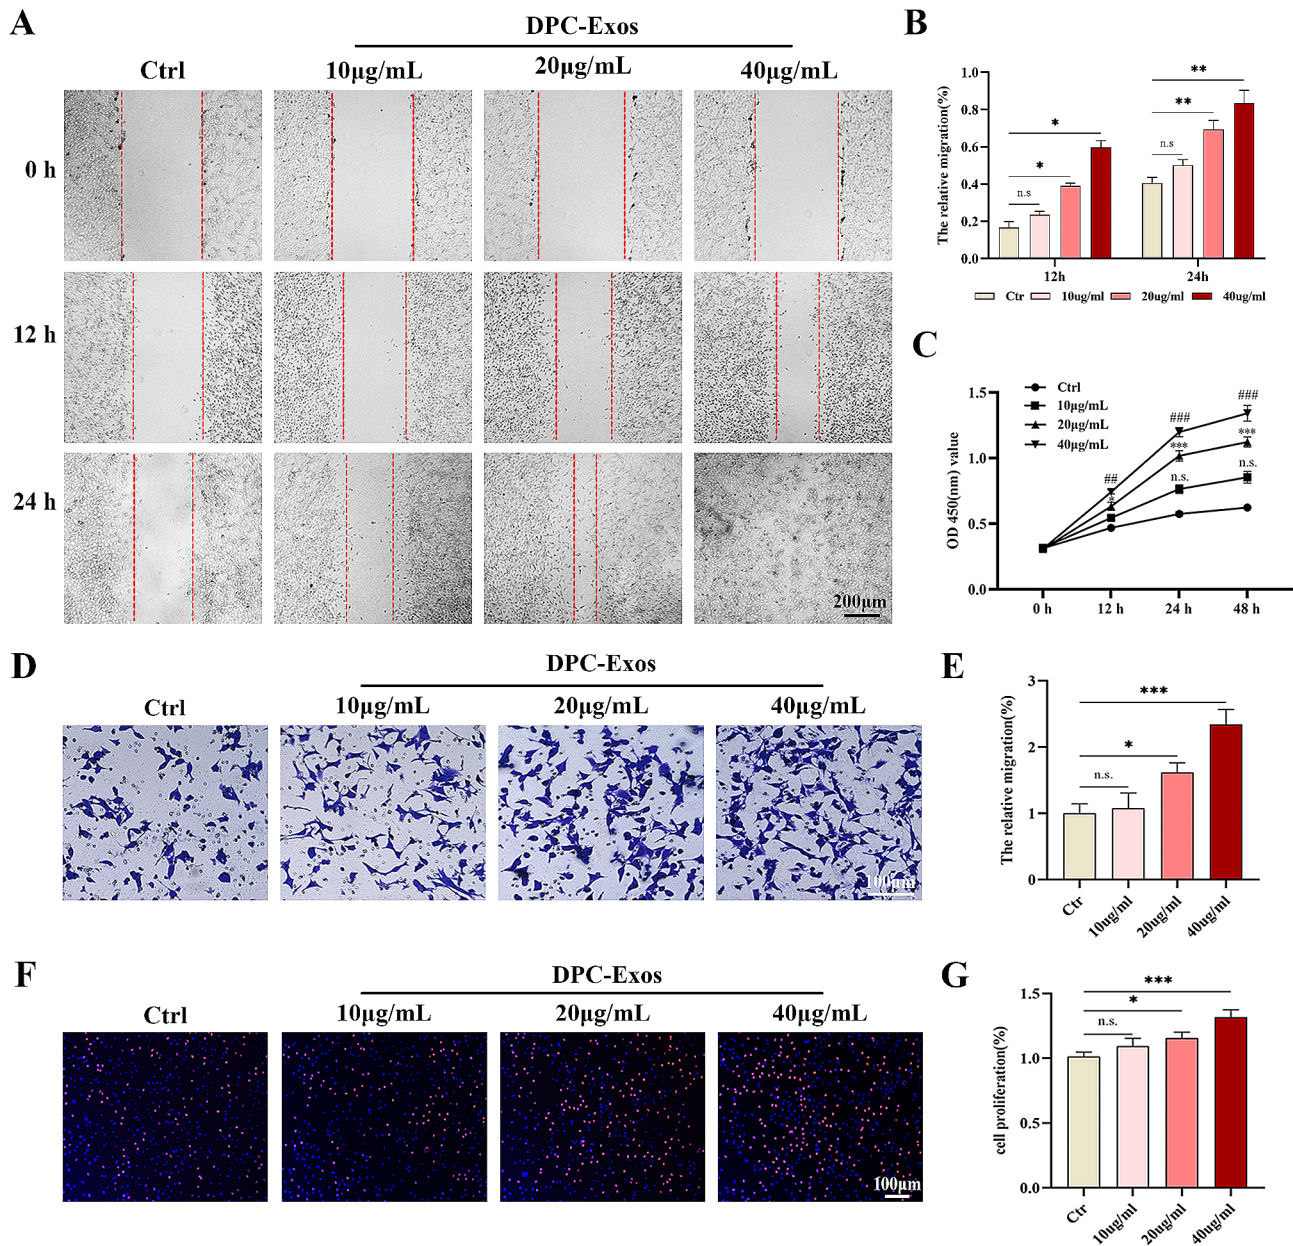 A
DPC-Exos
Ctrl
10μg/mL
20μg/mL
40μg/mL
0 h
12 h
24 h
200μm
B
The relative migration(%)
1.0
0.8
0.6
0.4
0.2
0.0
n.s
*
*
n.s
**
**
12h
24h
Ctr
10ug/ml
20ug/ml
40ug/ml
C
OD 450(nm) value
1.5
1.0
0.5
0.0
Ctrl
10μg/mL
20μg/mL
40μg/mL
##
*
###
***
n.s.
###
***
n.s.
0 h
12 h
24 h
48 h
D
DPC-Exos
Ctrl
10μg/mL
20μg/mL
40μg/mL
100μm
E
The relative migration(%)
3
2
1
0
***
*
n.s.
Ctr
10ug/ml
20ug/ml
40ug/ml
F
DPC-Exos
Ctrl
10μg/mL
20μg/mL
40μg/mL
100μm
G
cell proliferation(%)
1.5
1.0
0.5
0.0
***
*
n.s.
Ctr
10ug/ml
20ug/ml
40ug/ml